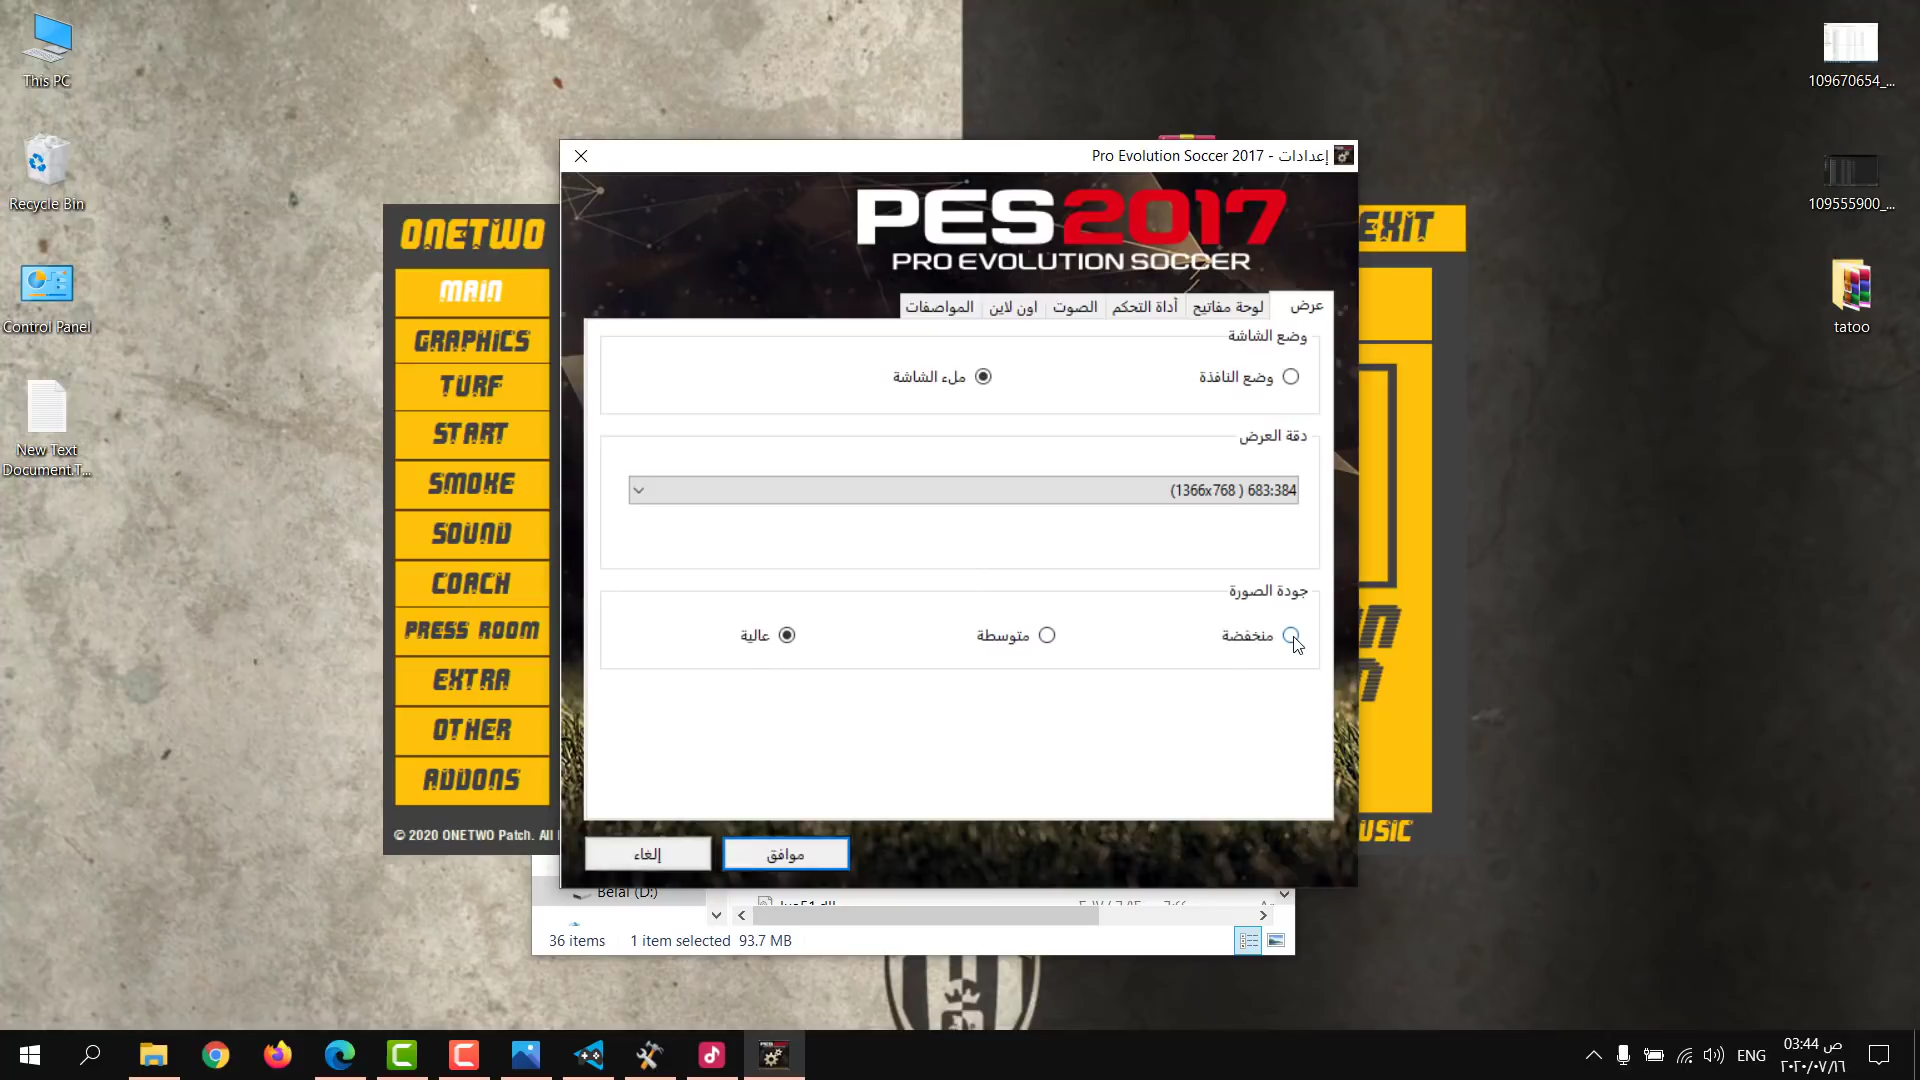 This PC
Recycle Bin
Control Panel
New Text
Document.T...
109670654_...
109555900_...
tatoo
ONETWO
MAIN
GRAPHICS
TURF
START
SMOKE
SOUND
COACH
PRESS ROOM
EXTRA
OTHER
ADDONS
© 2020 ONETWO Patch. All
EXIT
إعدادات - Pro Evolution Soccer 2017
PES2017
PRO EVOLUTION SOCCER
عرض
لوحة مفاتيح
أداة التحكم
الصوت
اون لاين
المواصفات
وضع الشاشة
وضع النافذة
ملء الشاشة
دقة العرض
(1366x768 ) 683:384
جودة الصورة
منخفضة
متوسطة
عالية
موافق
إلغاء
Belal (D:)
36 items
1 item selected
93.7 MB
ENG
03:44 ص
٢٠٢٠/٠٧/١٦